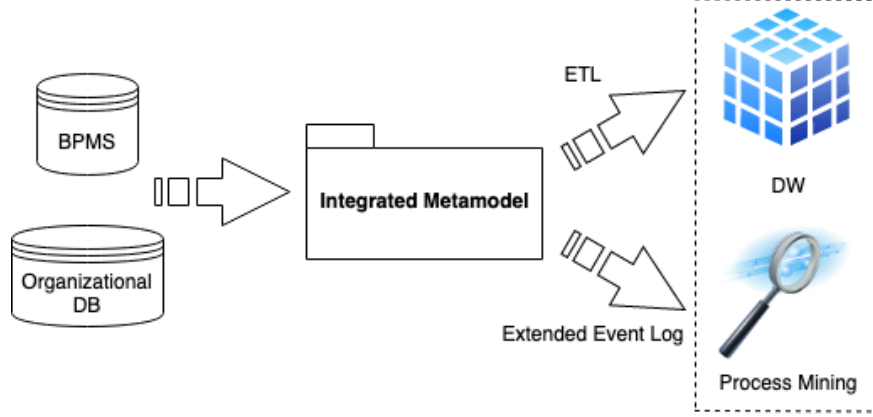 BPMS
Organizational
DB
Integrated Metamodel
ETL
Extended Event Log
DW
Process Mining